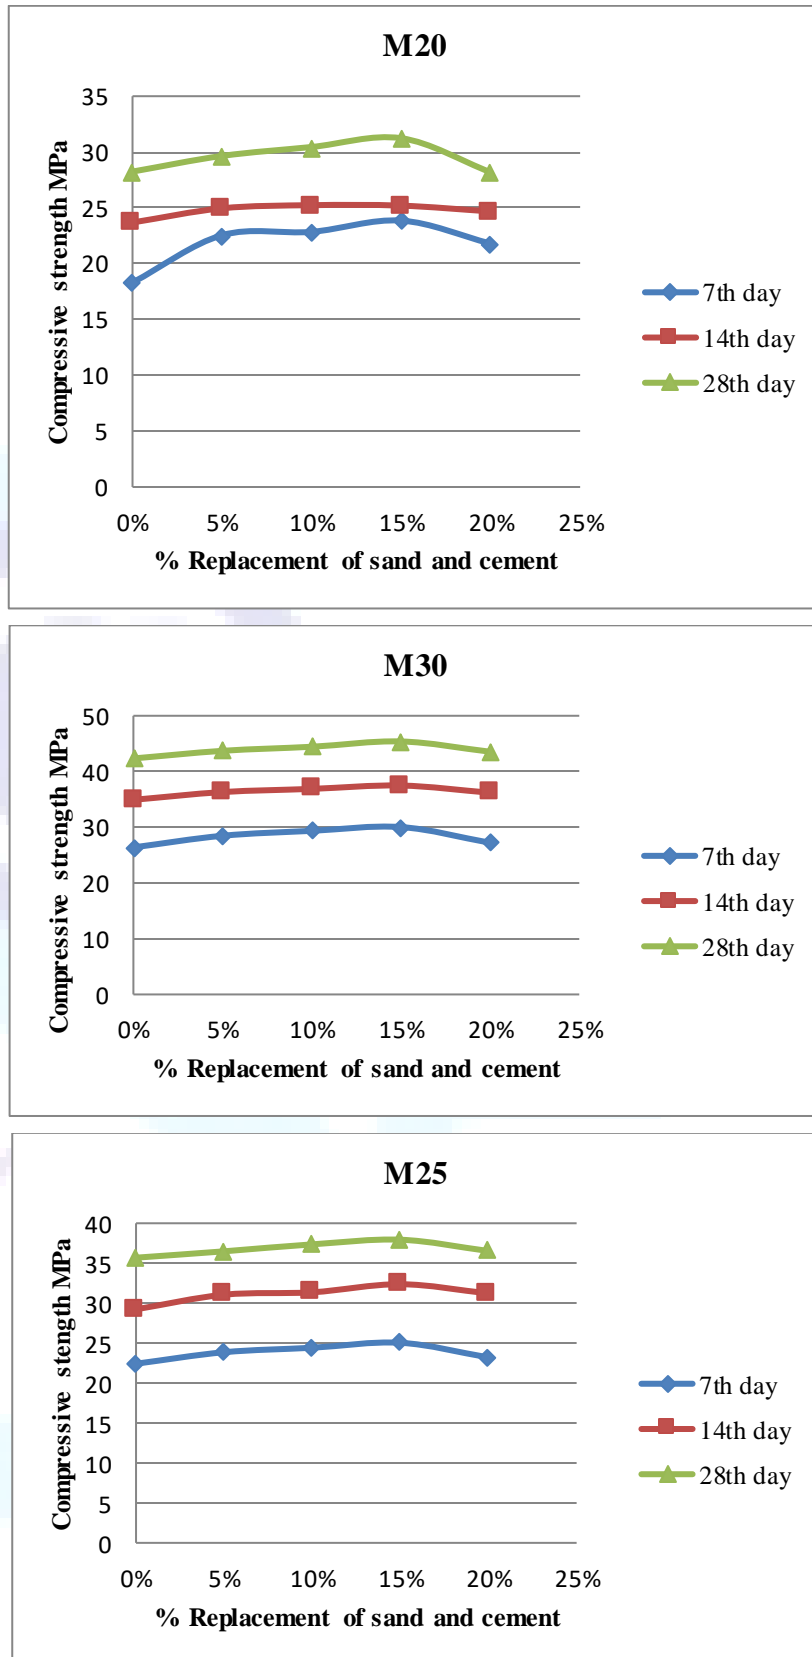 M20
Compressive strength MPa
35
30
25
20
15
10
5
0
0% 5% 10% 15% 20% 25%
% Replacement of sand and cement
7th day
14th day
28th day
M30
Compressive strength MPa
50
40
30
20
10
0
0% 5% 10% 15% 20% 25%
% Replacement of sand and cement
7th day
14th day
28th day
M25
Compressive stength MPa
40
35
30
25
20
15
10
5
0
0% 5% 10% 15% 20% 25%
% Replacement of sand and cement
7th day
14th day
28th day